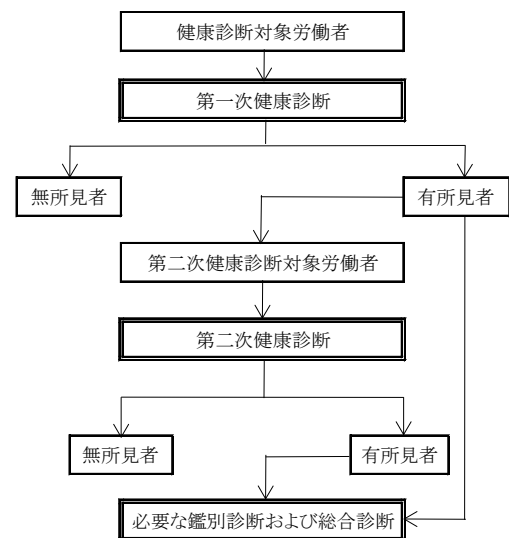 健康診断対象労働者
第一次健康診断
無所見者
有所見者
第二次健康診断対象労働者
第二次健康診断
無所見者
有所見者
必要な鑑別診断および総合診断